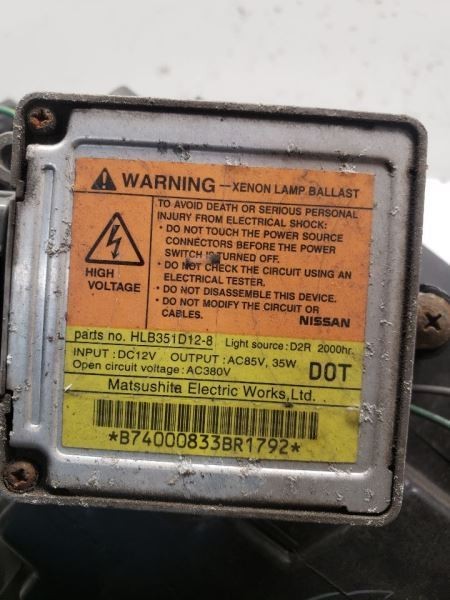 WARNING – XENON LAMP BALLAST
TO AVOID DEATH OR SERIOUS PERSONAL
INJURY FROM ELECTRICAL SHOCK:
• DO NOT TOUCH THE POWER SOURCE
CONNECTORS BEFORE THE POWER
SWITCH IS TURNED OFF.
• DO NOT CHECK THE CIRCUIT USING AN
ELECTRICAL TESTER.
• DO NOT DISASSEMBLE THIS DEVICE.
• DO NOT MODIFY THE CIRCUIT OR
CABLES.
HIGH
VOLTAGE
NISSAN
parts no. HLB351D12-8 Light source : D2R 2000hr.
INPUT : DC12V OUTPUT : AC85V, 35W
Open circuit voltage : AC380V
DOT
Matsushita Electric Works,Ltd.
*B74000833BR1792*